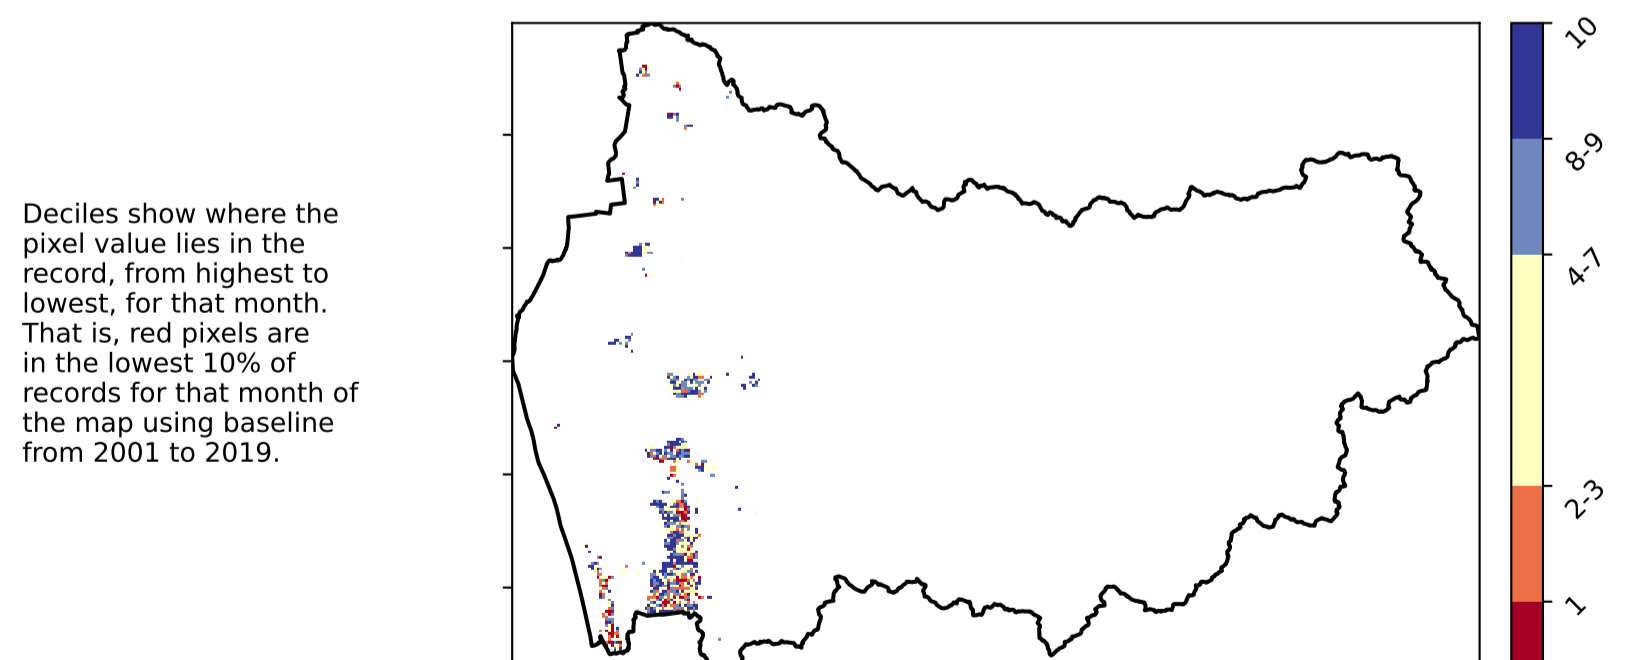 Deciles show where the
pixel value lies in the
record, from highest to
lowest, for that month.
That is, red pixels are
in the lowest 10% of
records for that month of
the map using baseline
from 2001 to 2019.
10
8-9
4-7
2-3
1